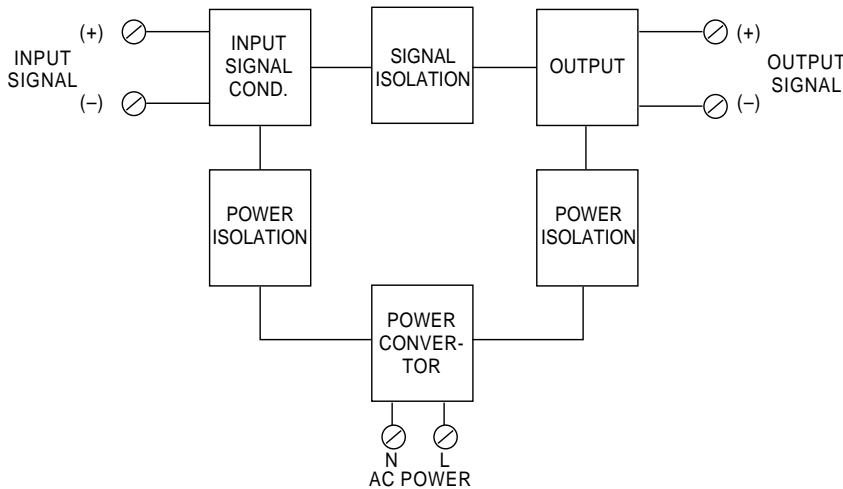 (+)
INPUT
SIGNAL
(–)
INPUT
SIGNAL
COND.
SIGNAL
ISOLATION
OUTPUT
(+)
OUTPUT
SIGNAL
(–)
POWER
ISOLATION
POWER
ISOLATION
POWER
CONVER-
TOR
N L
AC POWER